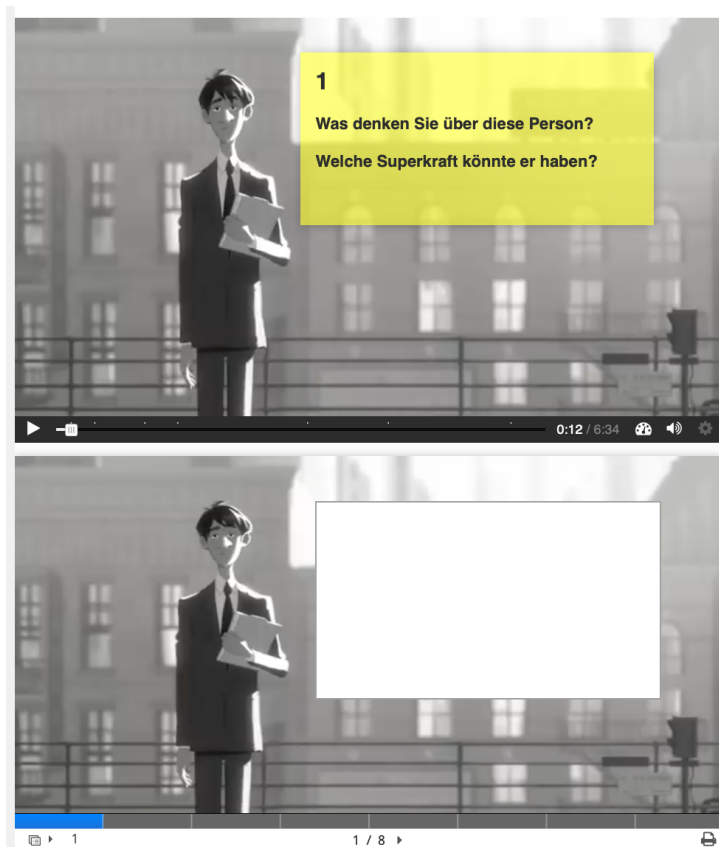 1
Was denken Sie über diese Person?
Welche Superkraft könnte er haben?
0:12 / 6:34
1
1 / 8